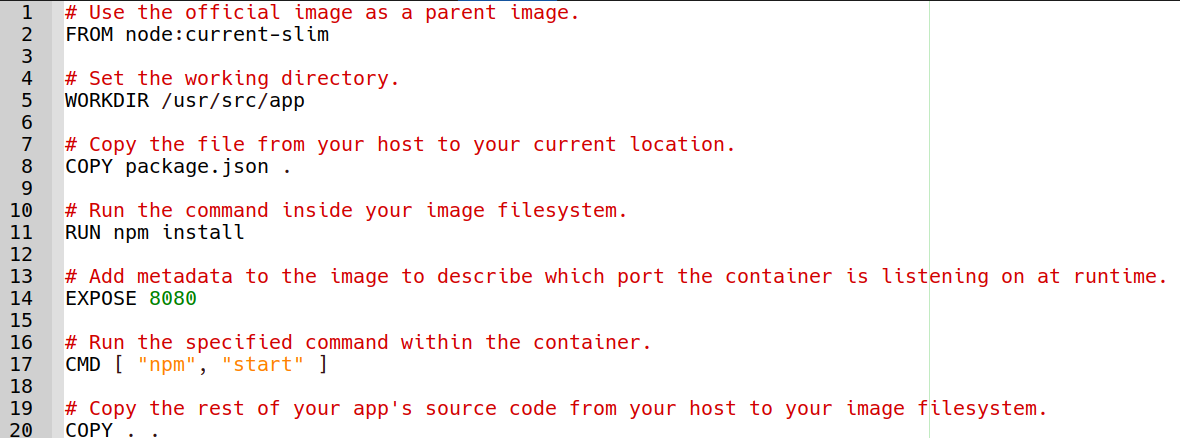 1 # Use the official image as a parent image.
2 FROM node:current-slim
3
4 # Set the working directory.
5 WORKDIR /usr/src/app
6
7 # Copy the file from your host to your current location.
8 COPY package.json .
9
10 # Run the command inside your image filesystem.
11 RUN npm install
12
13 # Add metadata to the image to describe which port the container is listening on at runtime.
14 EXPOSE 8080
15
16 # Run the specified command within the container.
17 CMD [ "npm", "start" ]
18
19 # Copy the rest of your app's source code from your host to your image filesystem.
20 COPY . .